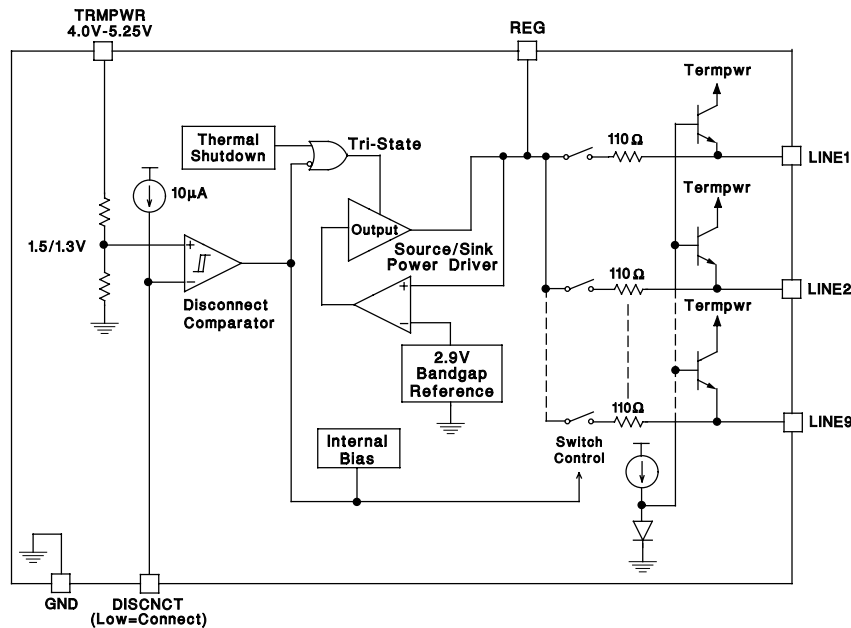 TRMPWR
4.0V-5.25V
REG
Termpwr
Thermal
Shutdown
Tri-State
110Ω
LINE1
10µA
Termpwr
1.5/1.3V
+
−
Output
Source/Sink
Power Driver
110Ω
LINE2
Disconnect
Comparator
+
−
Termpwr
2.9V
Bandgap
Reference
110Ω
LINE9
Internal
Bias
Switch
Control
GND
DISCNCT
(Low=Connect)